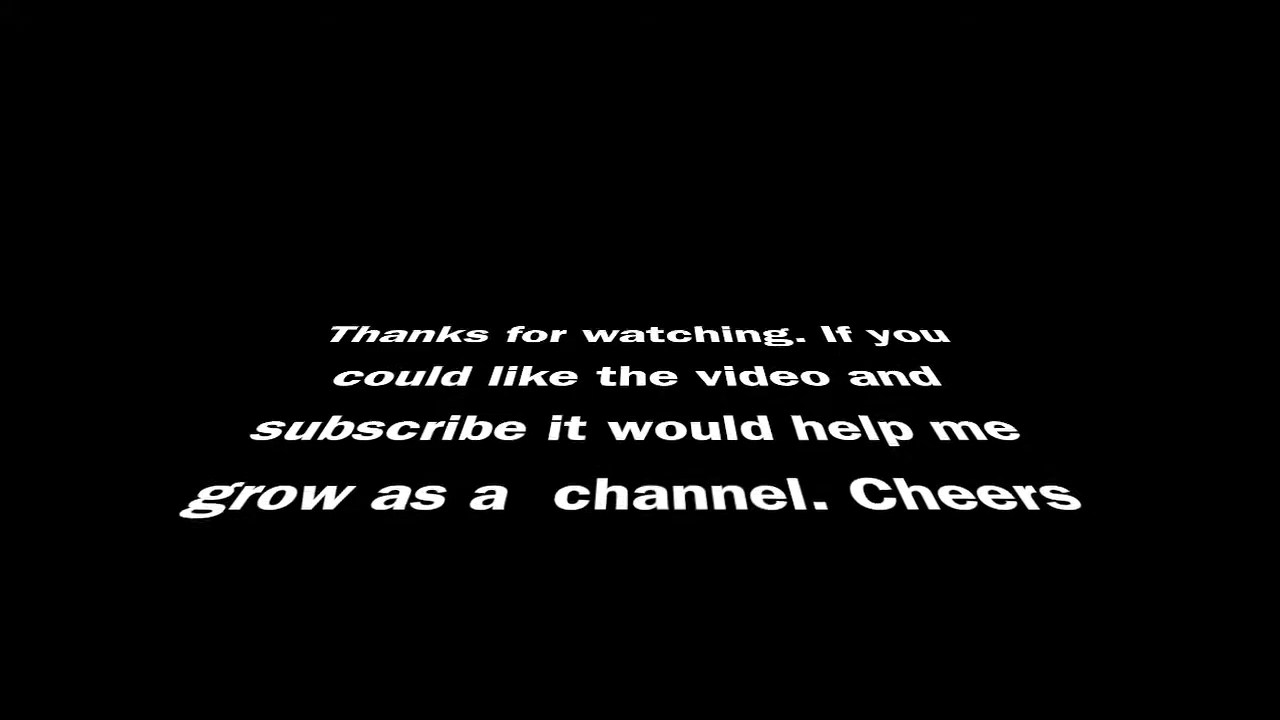 Thanks for watching. If you
could like the video and
subscribe it would help me
grow as a  channel. Cheers